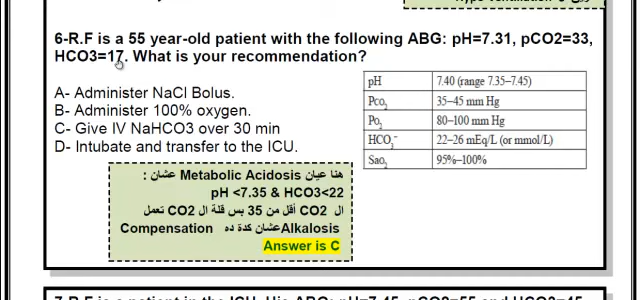 6-R.F is a 55 year-old patient with the following ABG: pH=7.31, pCO2=33,
HCO3=17. What is your recommendation?
A- Administer NaCl Bolus.
B- Administer 100% oxygen.
C- Give IV NaHCO3 over 30 min
D- Intubate and transfer to the ICU.
pH 7.40 (range 7.35–7.45)
Pco2 35–45 mm Hg
Po2 80–100 mm Hg
HCO3− 22–26 mEq/L (or mmol/L)
Sao2 95%–100%
هنا عيان Metabolic Acidosis عشان :
pH <7.35 & HCO3<22
ال CO2 أقل من 35 بس قلة ال CO2 تعمل
Alkalosis عشان كدة ده Compensation
Answer is C